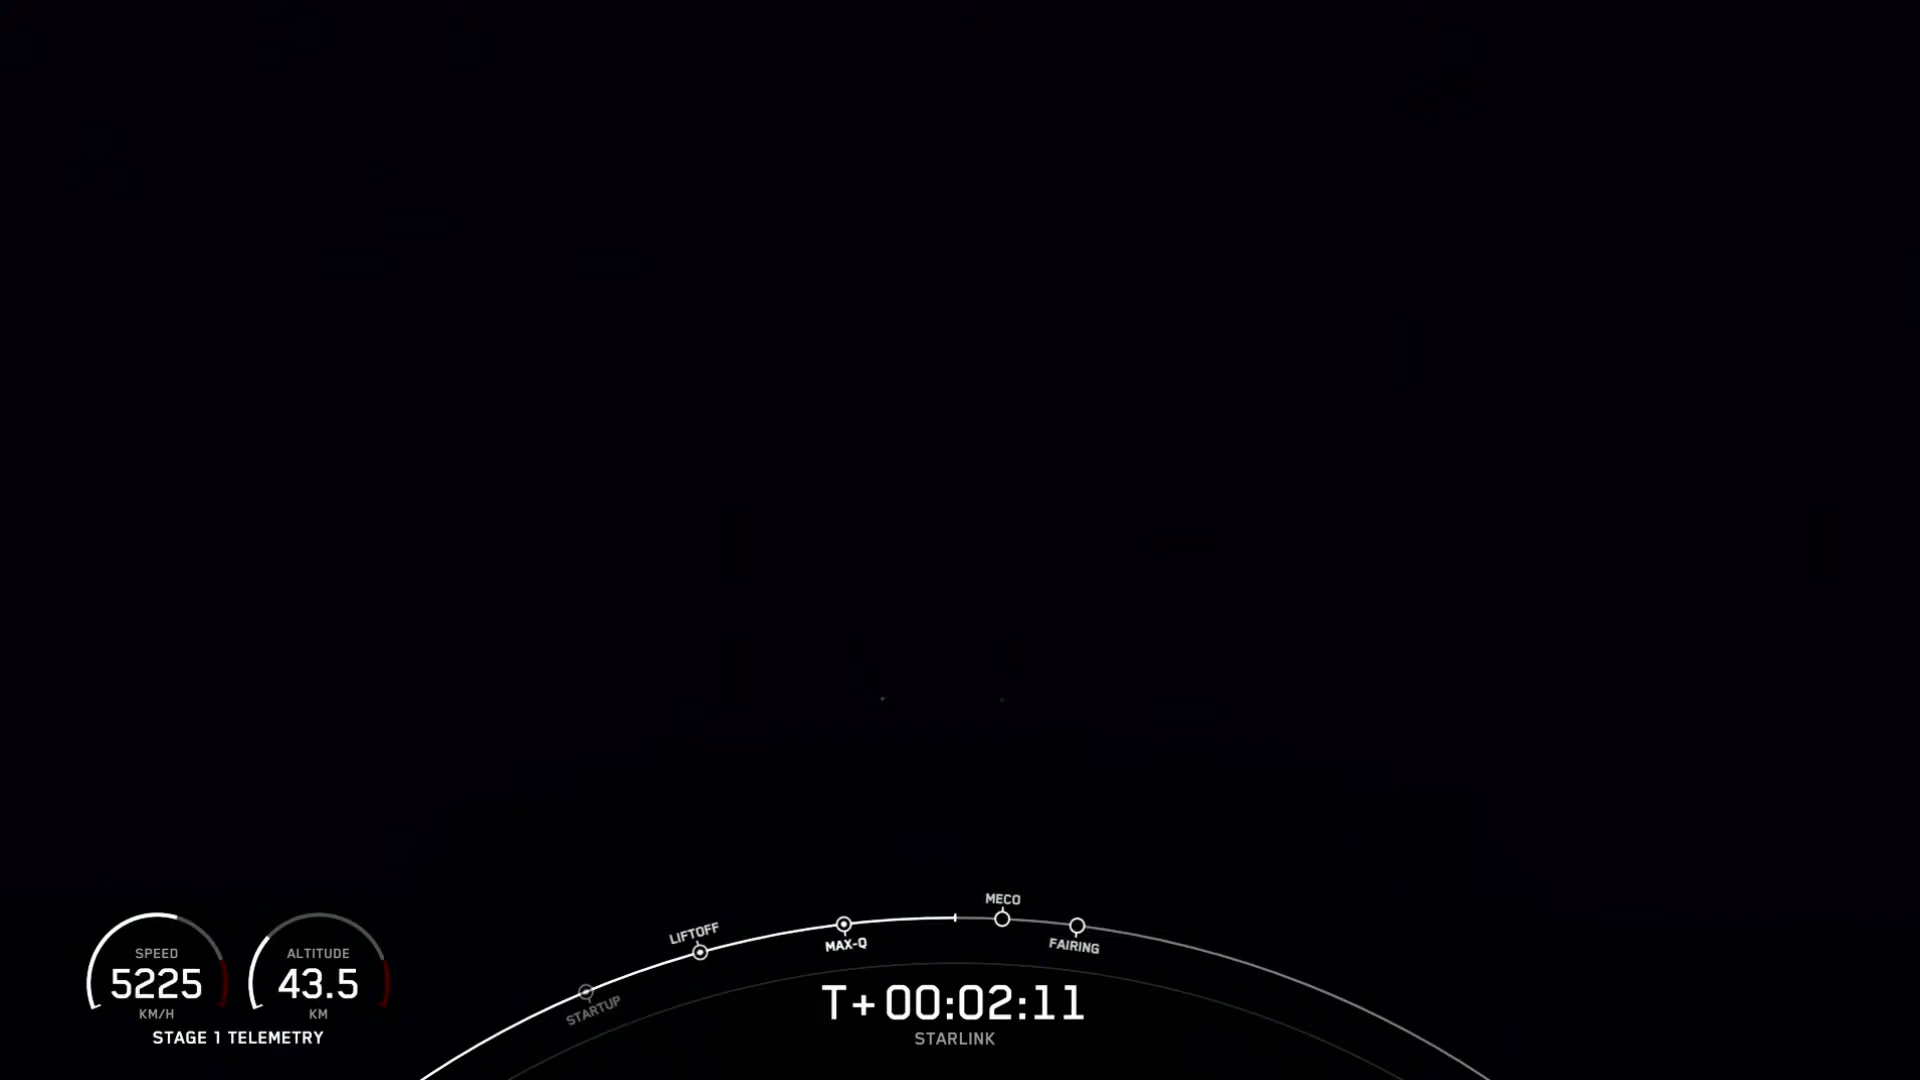 SPEED
5225
KM/H
ALTITUDE
43.5
KM
STAGE 1 TELEMETRY
STARTUP
LIFTOFF
MAX-Q
MECO
FAIRING
T+00:02:11
STARLINK